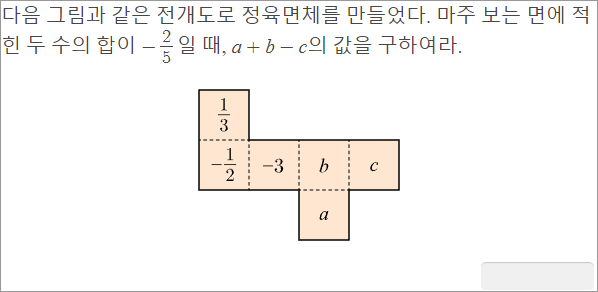 다음 그림과 같은 전개도로 정육면체를 만들었다. 마주 보는 면에 적
힌 두 수의 합이 $-\frac{2}{5}$ 일 때, $a+b-c$의 값을 구하여라.
$\frac{1}{3}$
$-\frac{1}{2}$ −3 b c
a